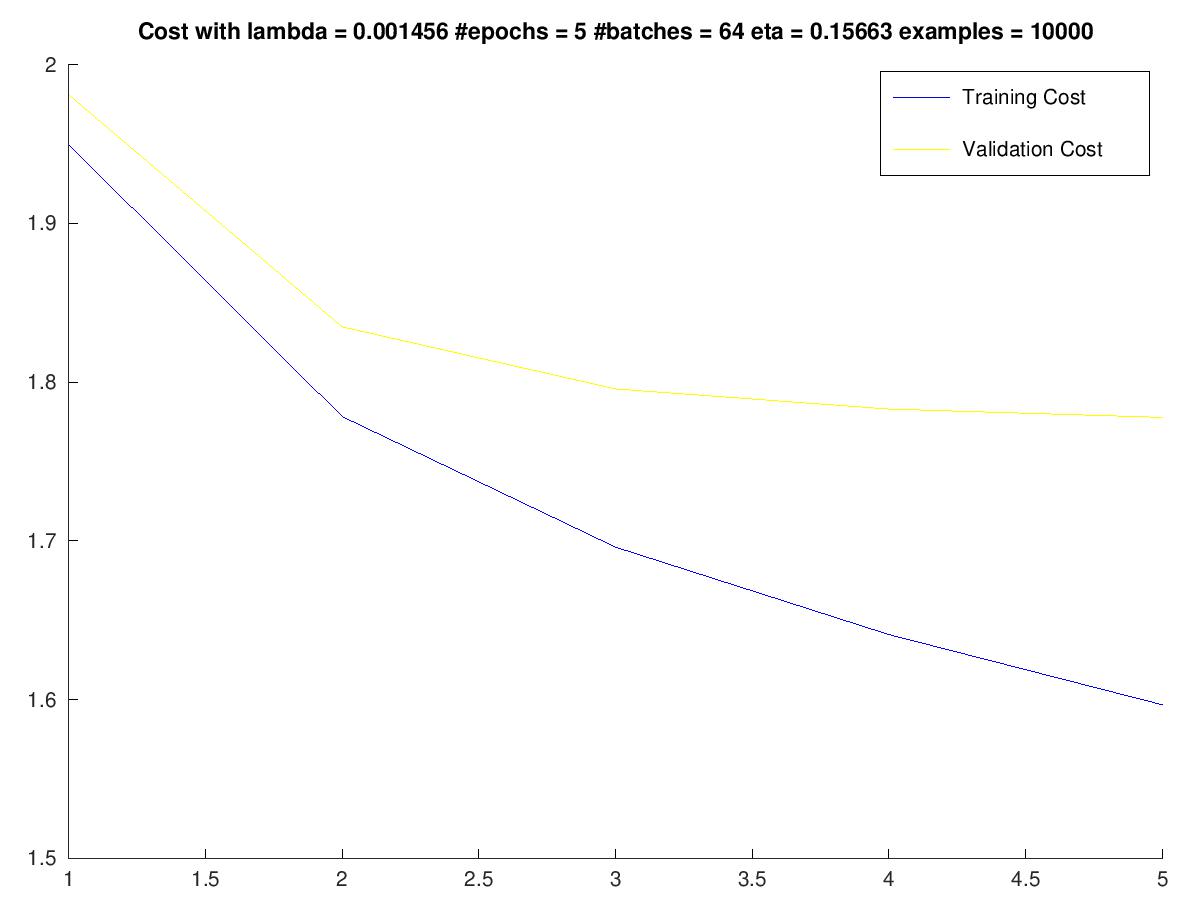 Cost with lambda = 0.001456 #epochs = 5 #batches = 64 eta = 0.15663 examples = 10000
Training Cost
Validation Cost
2
1.9
1.8
1.7
1.6
1.5
1 1.5 2 2.5 3 3.5 4 4.5 5